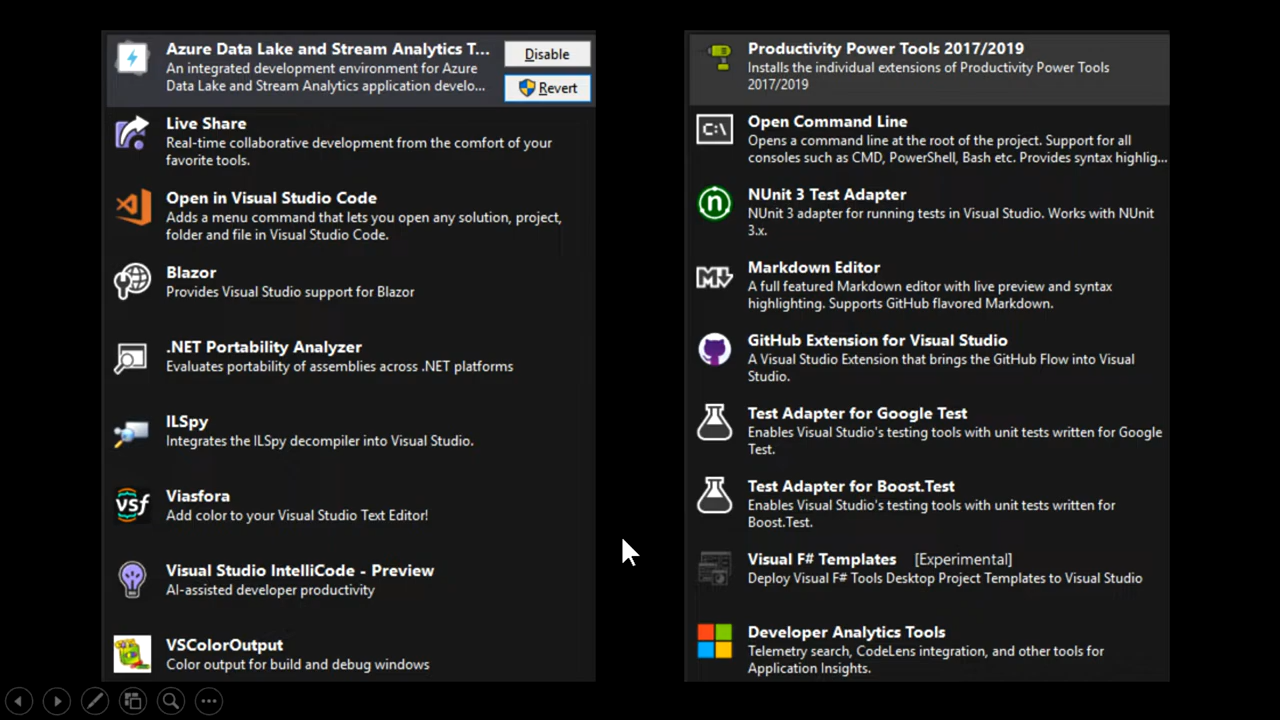 Azure Data Lake and Stream Analytics T...
An integrated development environment for Azure
Data Lake and Stream Analytics application develo...
Disable
Revert
Live Share
Real-time collaborative development from the comfort of your
favorite tools.
Open in Visual Studio Code
Adds a menu command that lets you open any solution, project,
folder and file in Visual Studio Code.
Blazor
Provides Visual Studio support for Blazor
.NET Portability Analyzer
Evaluates portability of assemblies across .NET platforms
ILSpy
Integrates the ILSpy decompiler into Visual Studio.
vsf
Viasfora
Add color to your Visual Studio Text Editor!
Visual Studio IntelliCode - Preview
AI-assisted developer productivity
VSColorOutput
Color output for build and debug windows
Productivity Power Tools 2017/2019
Installs the individual extensions of Productivity Power Tools
2017/2019
C:\
Open Command Line
Opens a command line at the root of the project. Support for all
consoles such as CMD, PowerShell, Bash etc. Provides syntax highlig...
n
NUnit 3 Test Adapter
NUnit 3 adapter for running tests in Visual Studio. Works with NUnit
3.x.
M
Markdown Editor
A full featured Markdown editor with live preview and syntax
highlighting. Supports GitHub flavored Markdown.
GitHub Extension for Visual Studio
A Visual Studio Extension that brings the GitHub Flow into Visual
Studio.
Test Adapter for Google Test
Enables Visual Studio's testing tools with unit tests written for Google
Test.
Test Adapter for Boost.Test
Enables Visual Studio's testing tools with unit tests written for
Boost.Test.
Visual F# Templates [Experimental]
Deploy Visual F# Tools Desktop Project Templates to Visual Studio
Developer Analytics Tools
Telemetry search, CodeLens integration, and other tools for
Application Insights.